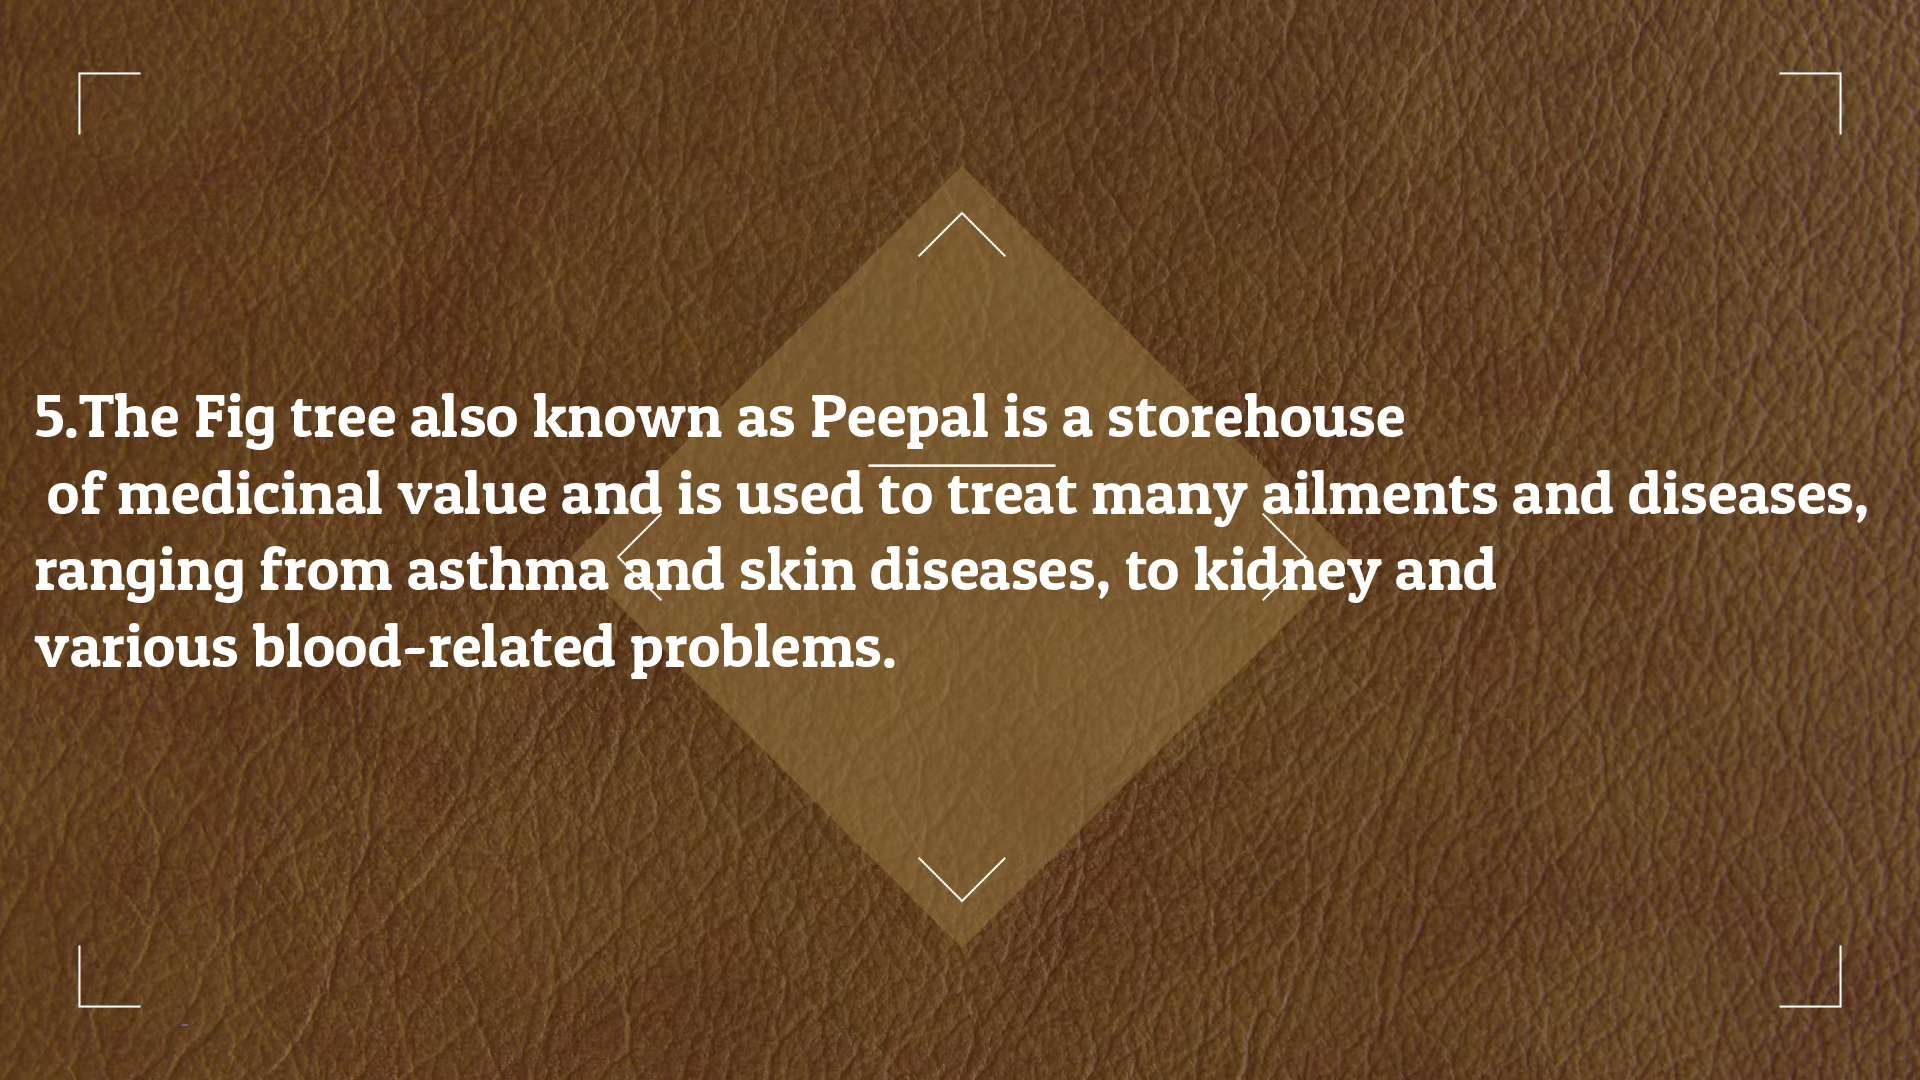 5.The Fig tree also known as Peepal is a storehouse
of medicinal value and is used to treat many ailments and diseases,
ranging from asthma and skin diseases, to kidney and
various blood-related problems.